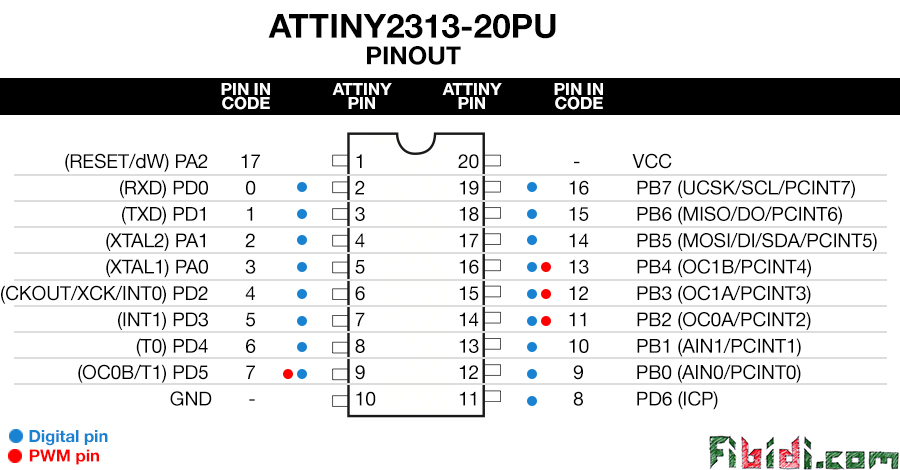 ATTINY2313-20PU
PINOUT
PIN IN CODE ATTINY PIN ATTINY PIN PIN IN CODE
(RESET/dW) PA2 17 1 20 - VCC
(RXD) PD0 0 2 19 16 PB7 (UCSK/SCL/PCINT7)
(TXD) PD1 1 3 18 15 PB6 (MISO/DO/PCINT6)
(XTAL2) PA1 2 4 17 14 PB5 (MOSI/DI/SDA/PCINT5)
(XTAL1) PA0 3 5 16 13 PB4 (OC1B/PCINT4)
(CKOUT/XCK/INT0) PD2 4 6 15 12 PB3 (OC1A/PCINT3)
(INT1) PD3 5 7 14 11 PB2 (OC0A/PCINT2)
(T0) PD4 6 8 13 10 PB1 (AIN1/PCINT1)
(OC0B/T1) PD5 7 9 12 9 PB0 (AIN0/PCINT0)
GND - 10 11 8 PD6 (ICP)
Digital pin
PWM pin
Fibidi.com